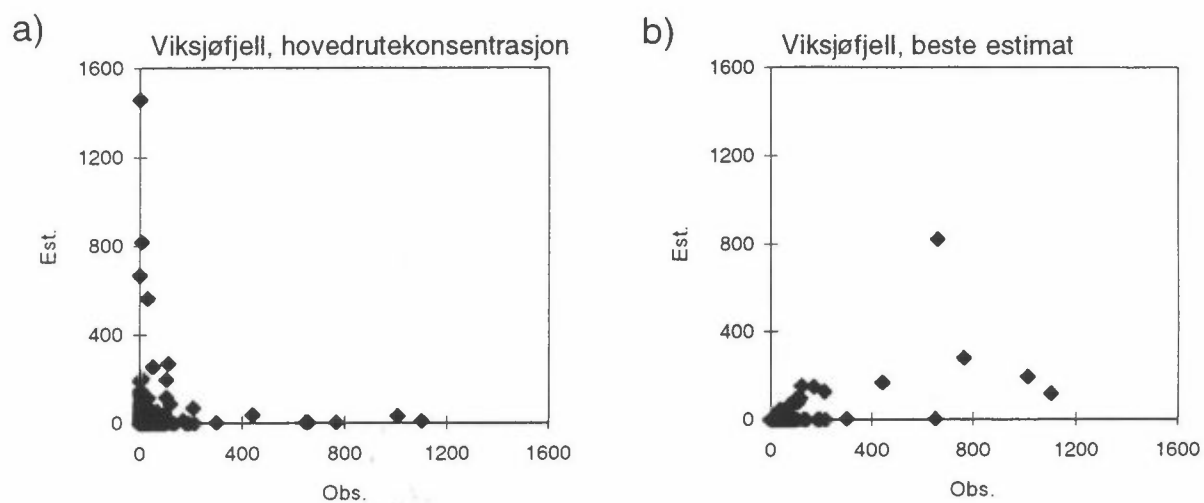 a)
Viksjøfjell, hovedrutekonsentrasjon
1600
1200
800
400
0
Est.
0 400 800 1200 1600
Obs.
b)
Viksjøfjell, beste estimat
1600
1200
800
400
0
Est.
0 400 800 1200 1600
Obs.